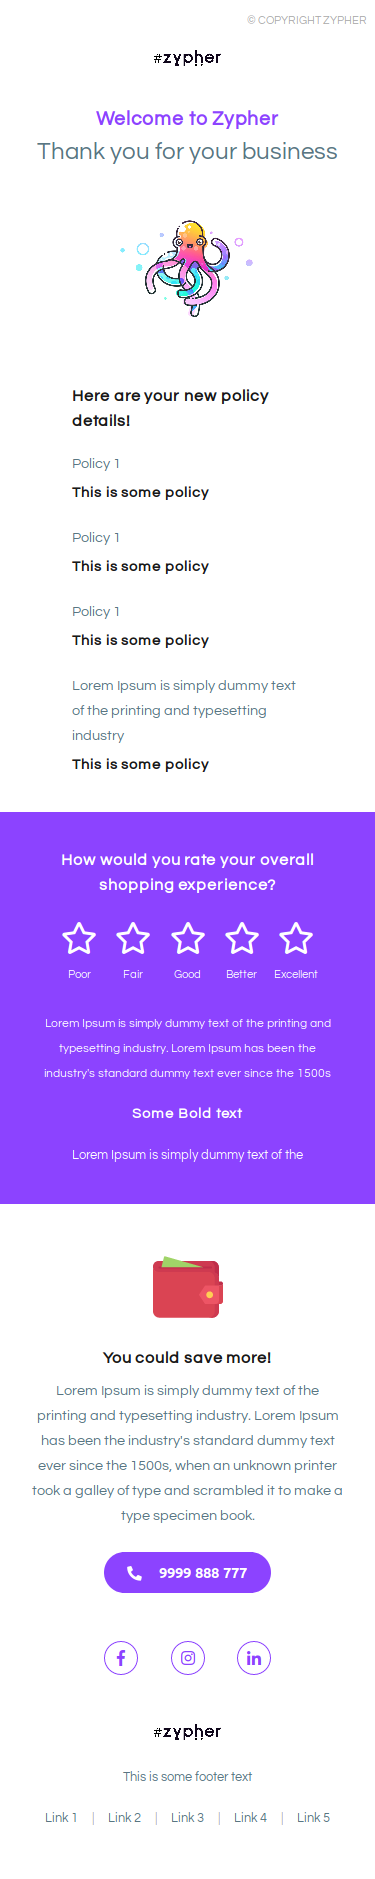 © COPYRIGHT ZYPHER
#zypher
Welcome to Zypher
Thank you for your business
Here are your new policy
details!
Policy 1
This is some policy
Policy 1
This is some policy
Policy 1
This is some policy
Lorem Ipsum is simply dummy text
of the printing and typesetting
industry
This is some policy
How would you rate your overall
shopping experience?
Poor Fair Good Better Excellent
Lorem Ipsum is simply dummy text of the printing and
typesetting industry. Lorem Ipsum has been the
industry's standard dummy text ever since the 1500s
Some Bold text
Lorem Ipsum is simply dummy text of the
You could save more!
Lorem Ipsum is simply dummy text of the
printing and typesetting industry. Lorem Ipsum
has been the industry's standard dummy text
ever since the 1500s, when an unknown printer
took a galley of type and scrambled it to make a
type specimen book.
9999 888 777
#zypher
This is some footer text
Link 1 | Link 2 | Link 3 | Link 4 | Link 5